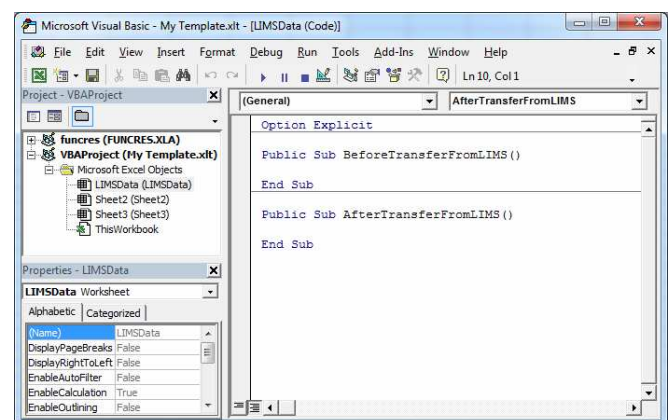 Microsoft Visual Basic - My Template.xlt - [LIMSData (Code)]
File Edit View Insert Format Debug Run Tools Add-Ins Window Help
Ln 10, Col 1
Project - VBAProject
funcres (FUNCRES.XLA)
VBAProject (My Template.xlt)
Microsoft Excel Objects
LIMSData (LIMSData)
Sheet2 (Sheet2)
Sheet3 (Sheet3)
ThisWorkbook
Properties - LIMSData
LIMSData Worksheet
Alphabetic Categorized
(Name) LIMSData
DisplayPageBreaks False
DisplayRightToLeft False
EnableAutoFilter False
EnableCalculation True
EnableOutlining False
(General) AfterTransferFromLIMS
Option Explicit
Public Sub BeforeTransferFromLIMS()
End Sub
Public Sub AfterTransferFromLIMS()
End Sub